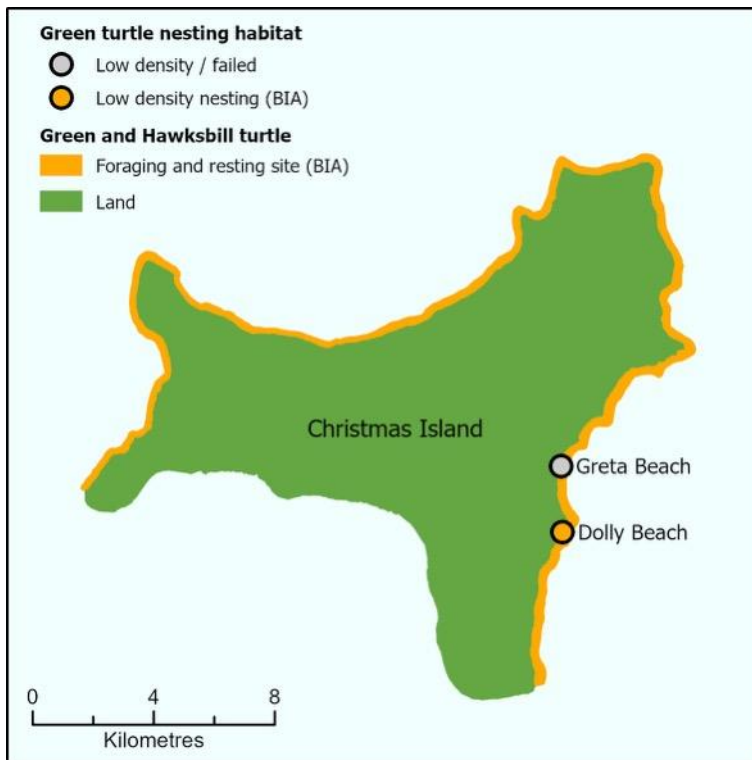 Green turtle nesting habitat
Low density / failed
Low density nesting (BIA)
Green and Hawksbill turtle
Foraging and resting site (BIA)
Land
Christmas Island
Greta Beach
Dolly Beach
0 4 8
Kilometres